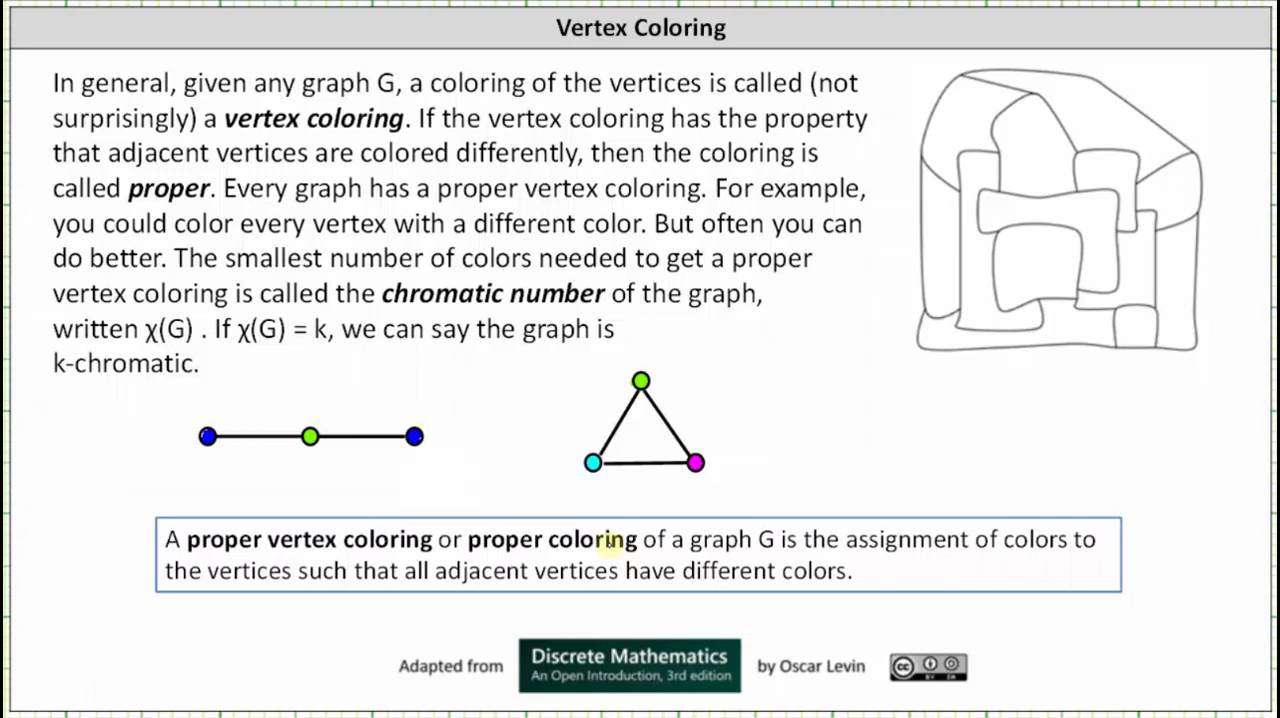 Vertex Coloring
In general, given any graph G, a coloring of the vertices is called (not
surprisingly) a vertex coloring. If the vertex coloring has the property
that adjacent vertices are colored differently, then the coloring is
called proper. Every graph has a proper vertex coloring. For example,
you could color every vertex with a different color. But often you can
do better. The smallest number of colors needed to get a proper
vertex coloring is called the chromatic number of the graph,
written χ(G) . If χ(G) = k, we can say the graph is
k-chromatic.
A proper vertex coloring or proper coloring of a graph G is the assignment of colors to
the vertices such that all adjacent vertices have different colors.
Adapted from
Discrete Mathematics
An Open Introduction, 3rd edition
by Oscar Levin
cc
BY SA